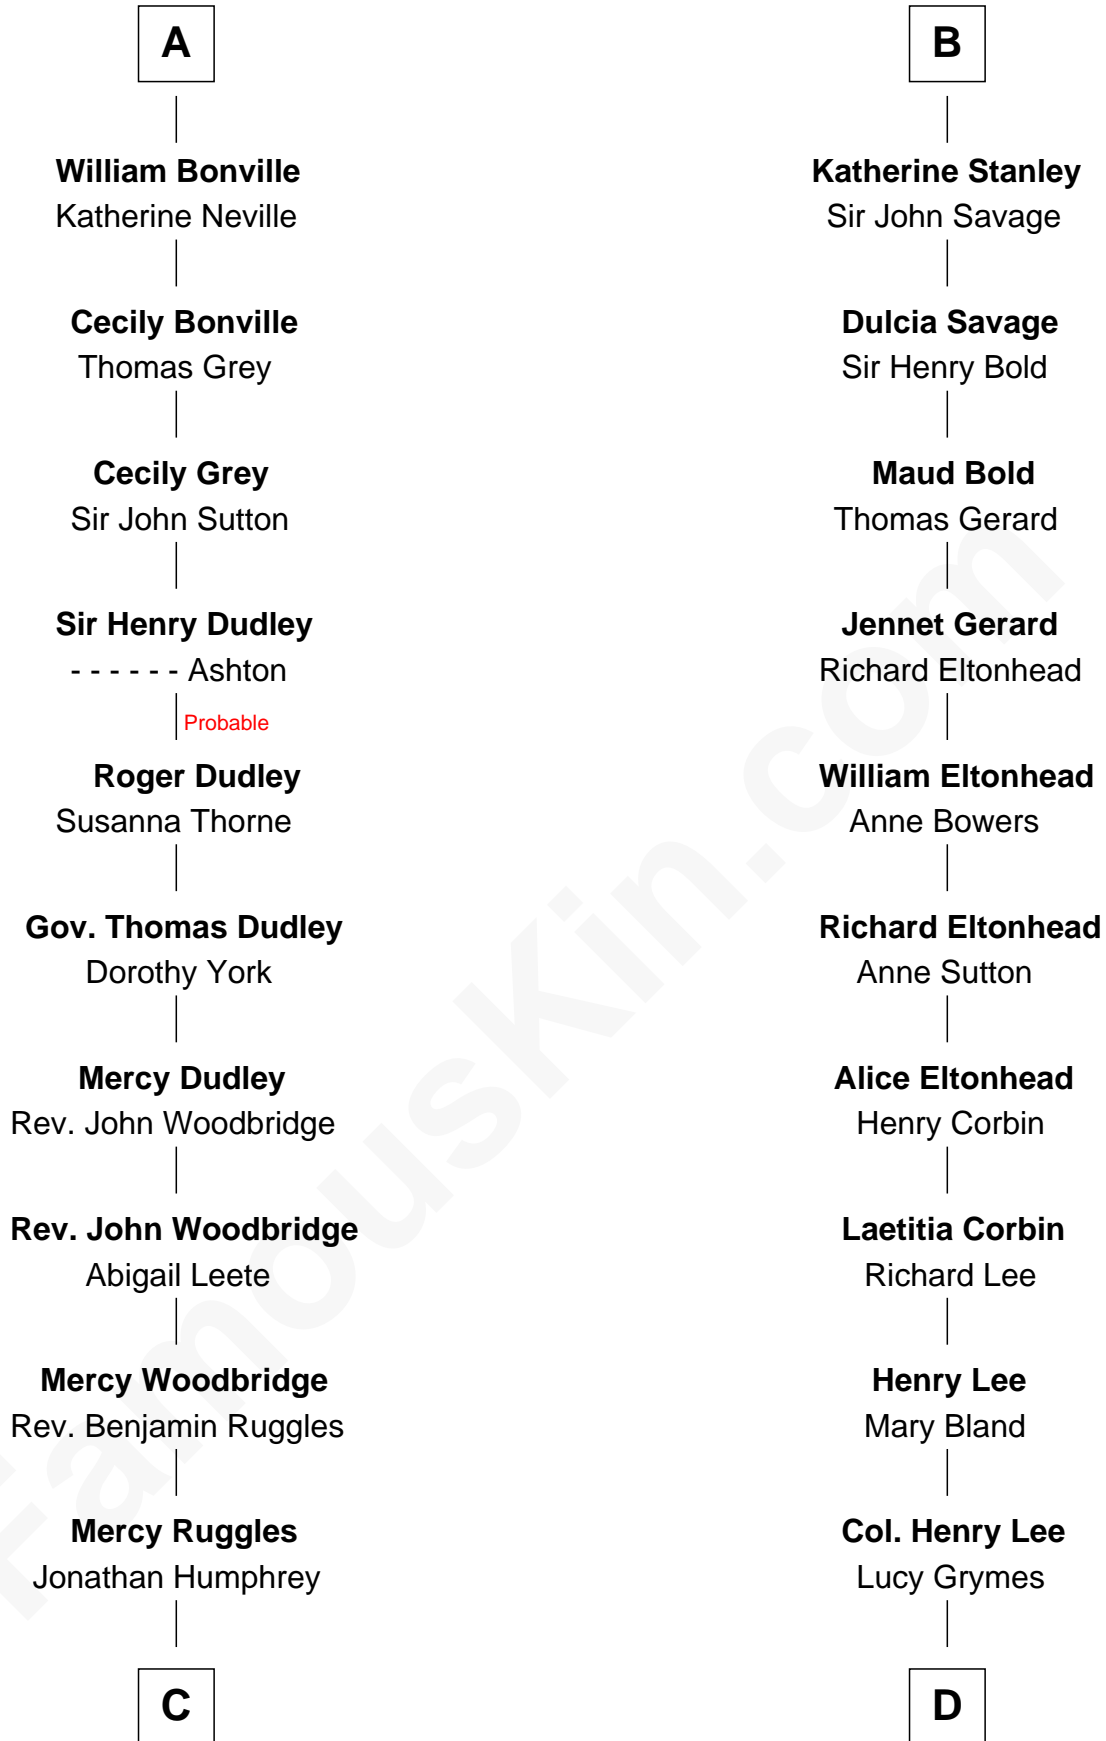 A
William Bonville
Katherine Neville
Cecily Bonville
Thomas Grey
Cecily Grey
Sir John Sutton
Sir Henry Dudley
- - - - - - Ashton
Probable
Roger Dudley
Susanna Thorne
Gov. Thomas Dudley
Dorothy York
Mercy Dudley
Rev. John Woodbridge
Rev. John Woodbridge
Abigail Leete
Mercy Woodbridge
Rev. Benjamin Ruggles
Mercy Ruggles
Jonathan Humphrey
C
B
Katherine Stanley
Sir John Savage
Dulcia Savage
Sir Henry Bold
Maud Bold
Thomas Gerard
Jennet Gerard
Richard Eltonhead
William Eltonhead
Anne Bowers
Richard Eltonhead
Anne Sutton
Alice Eltonhead
Henry Corbin
Laetitia Corbin
Richard Lee
Henry Lee
Mary Bland
Col. Henry Lee
Lucy Grymes
D
FamousKin.com